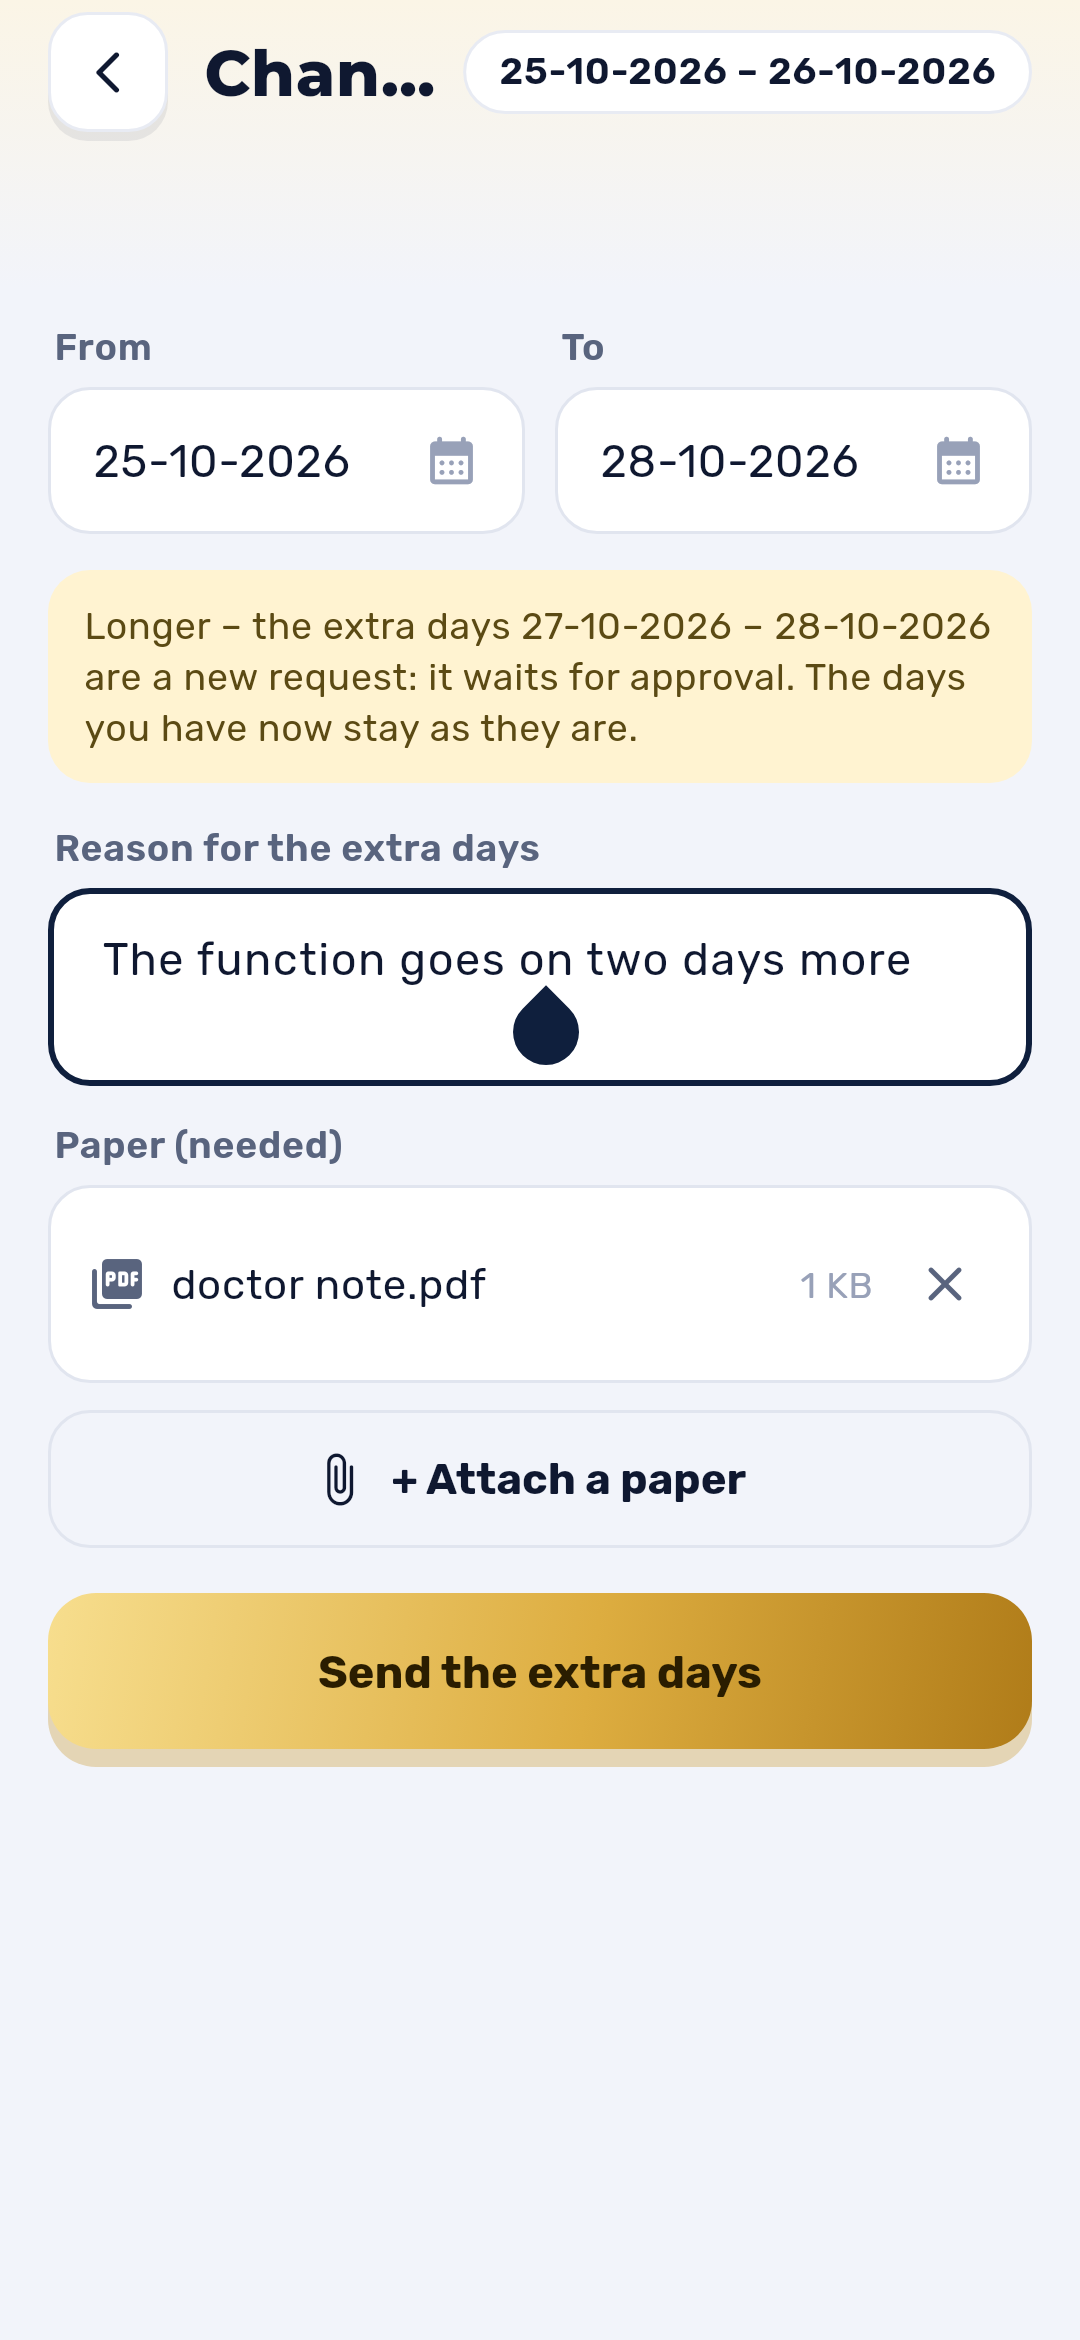 Chan...
25-10-2026 – 26-10-2026
From
To
25-10-2026
28-10-2026
Longer – the extra days 27-10-2026 – 28-10-2026
are a new request: it waits for approval. The days
you have now stay as they are.
Reason for the extra days
The function goes on two days more
Paper (needed)
PDF
doctor note.pdf
1 KB
+ Attach a paper
Send the extra days